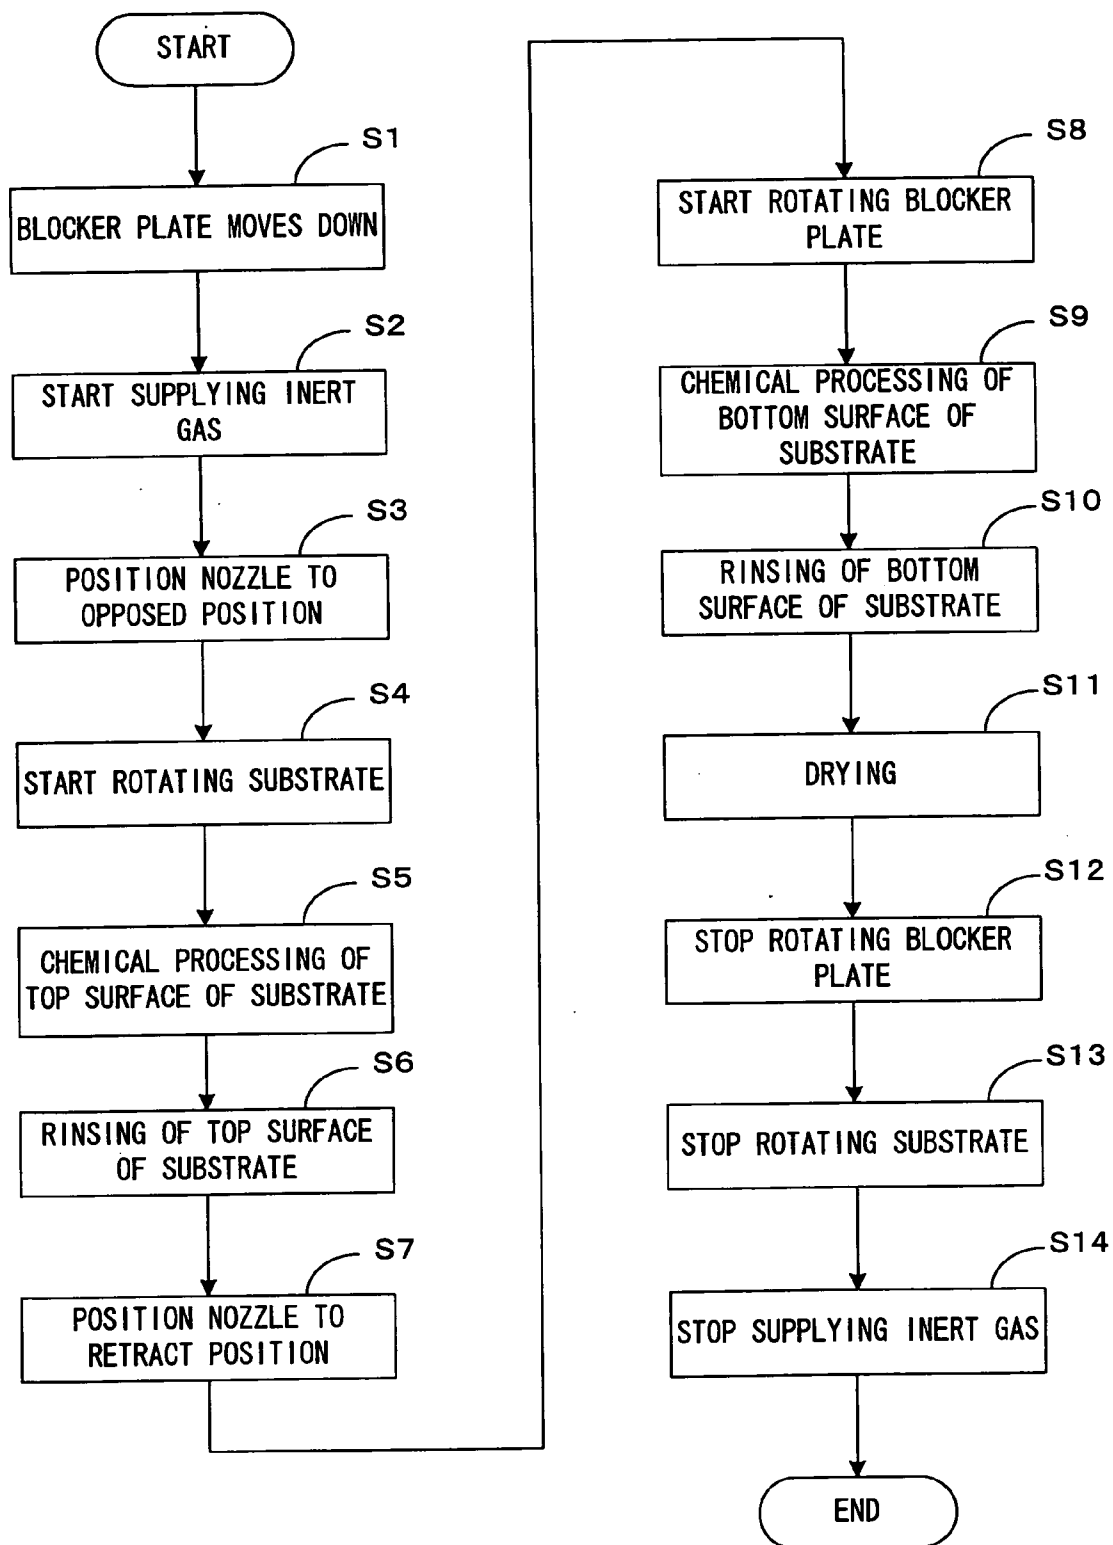 START
S1
BLOCKER PLATE MOVES DOWN
S2
START SUPPLYING INERT
GAS
S3
POSITION NOZZLE TO
OPPOSED POSITION
S4
START ROTATING SUBSTRATE
S5
CHEMICAL PROCESSING OF
TOP SURFACE OF SUBSTRATE
S6
RINSING OF TOP SURFACE
OF SUBSTRATE
S7
POSITION NOZZLE TO
RETRACT POSITION
S8
START ROTATING BLOCKER
PLATE
S9
CHEMICAL PROCESSING OF
BOTTOM SURFACE OF
SUBSTRATE
S10
RINSING OF BOTTOM
SURFACE OF SUBSTRATE
S11
DRYING
S12
STOP ROTATING BLOCKER
PLATE
S13
STOP ROTATING SUBSTRATE
S14
STOP SUPPLYING INERT GAS
END